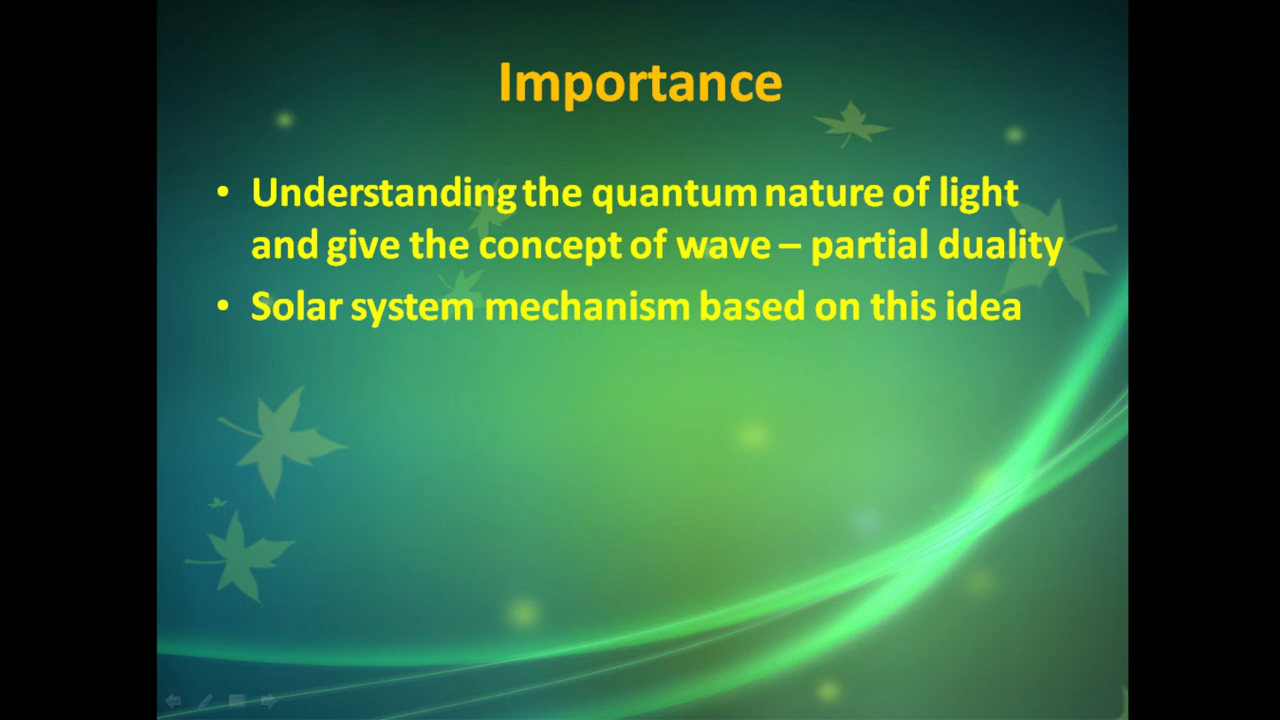 Importance
• Understanding the quantum nature of light
and give the concept of wave – partial duality
• Solar system mechanism based on this idea